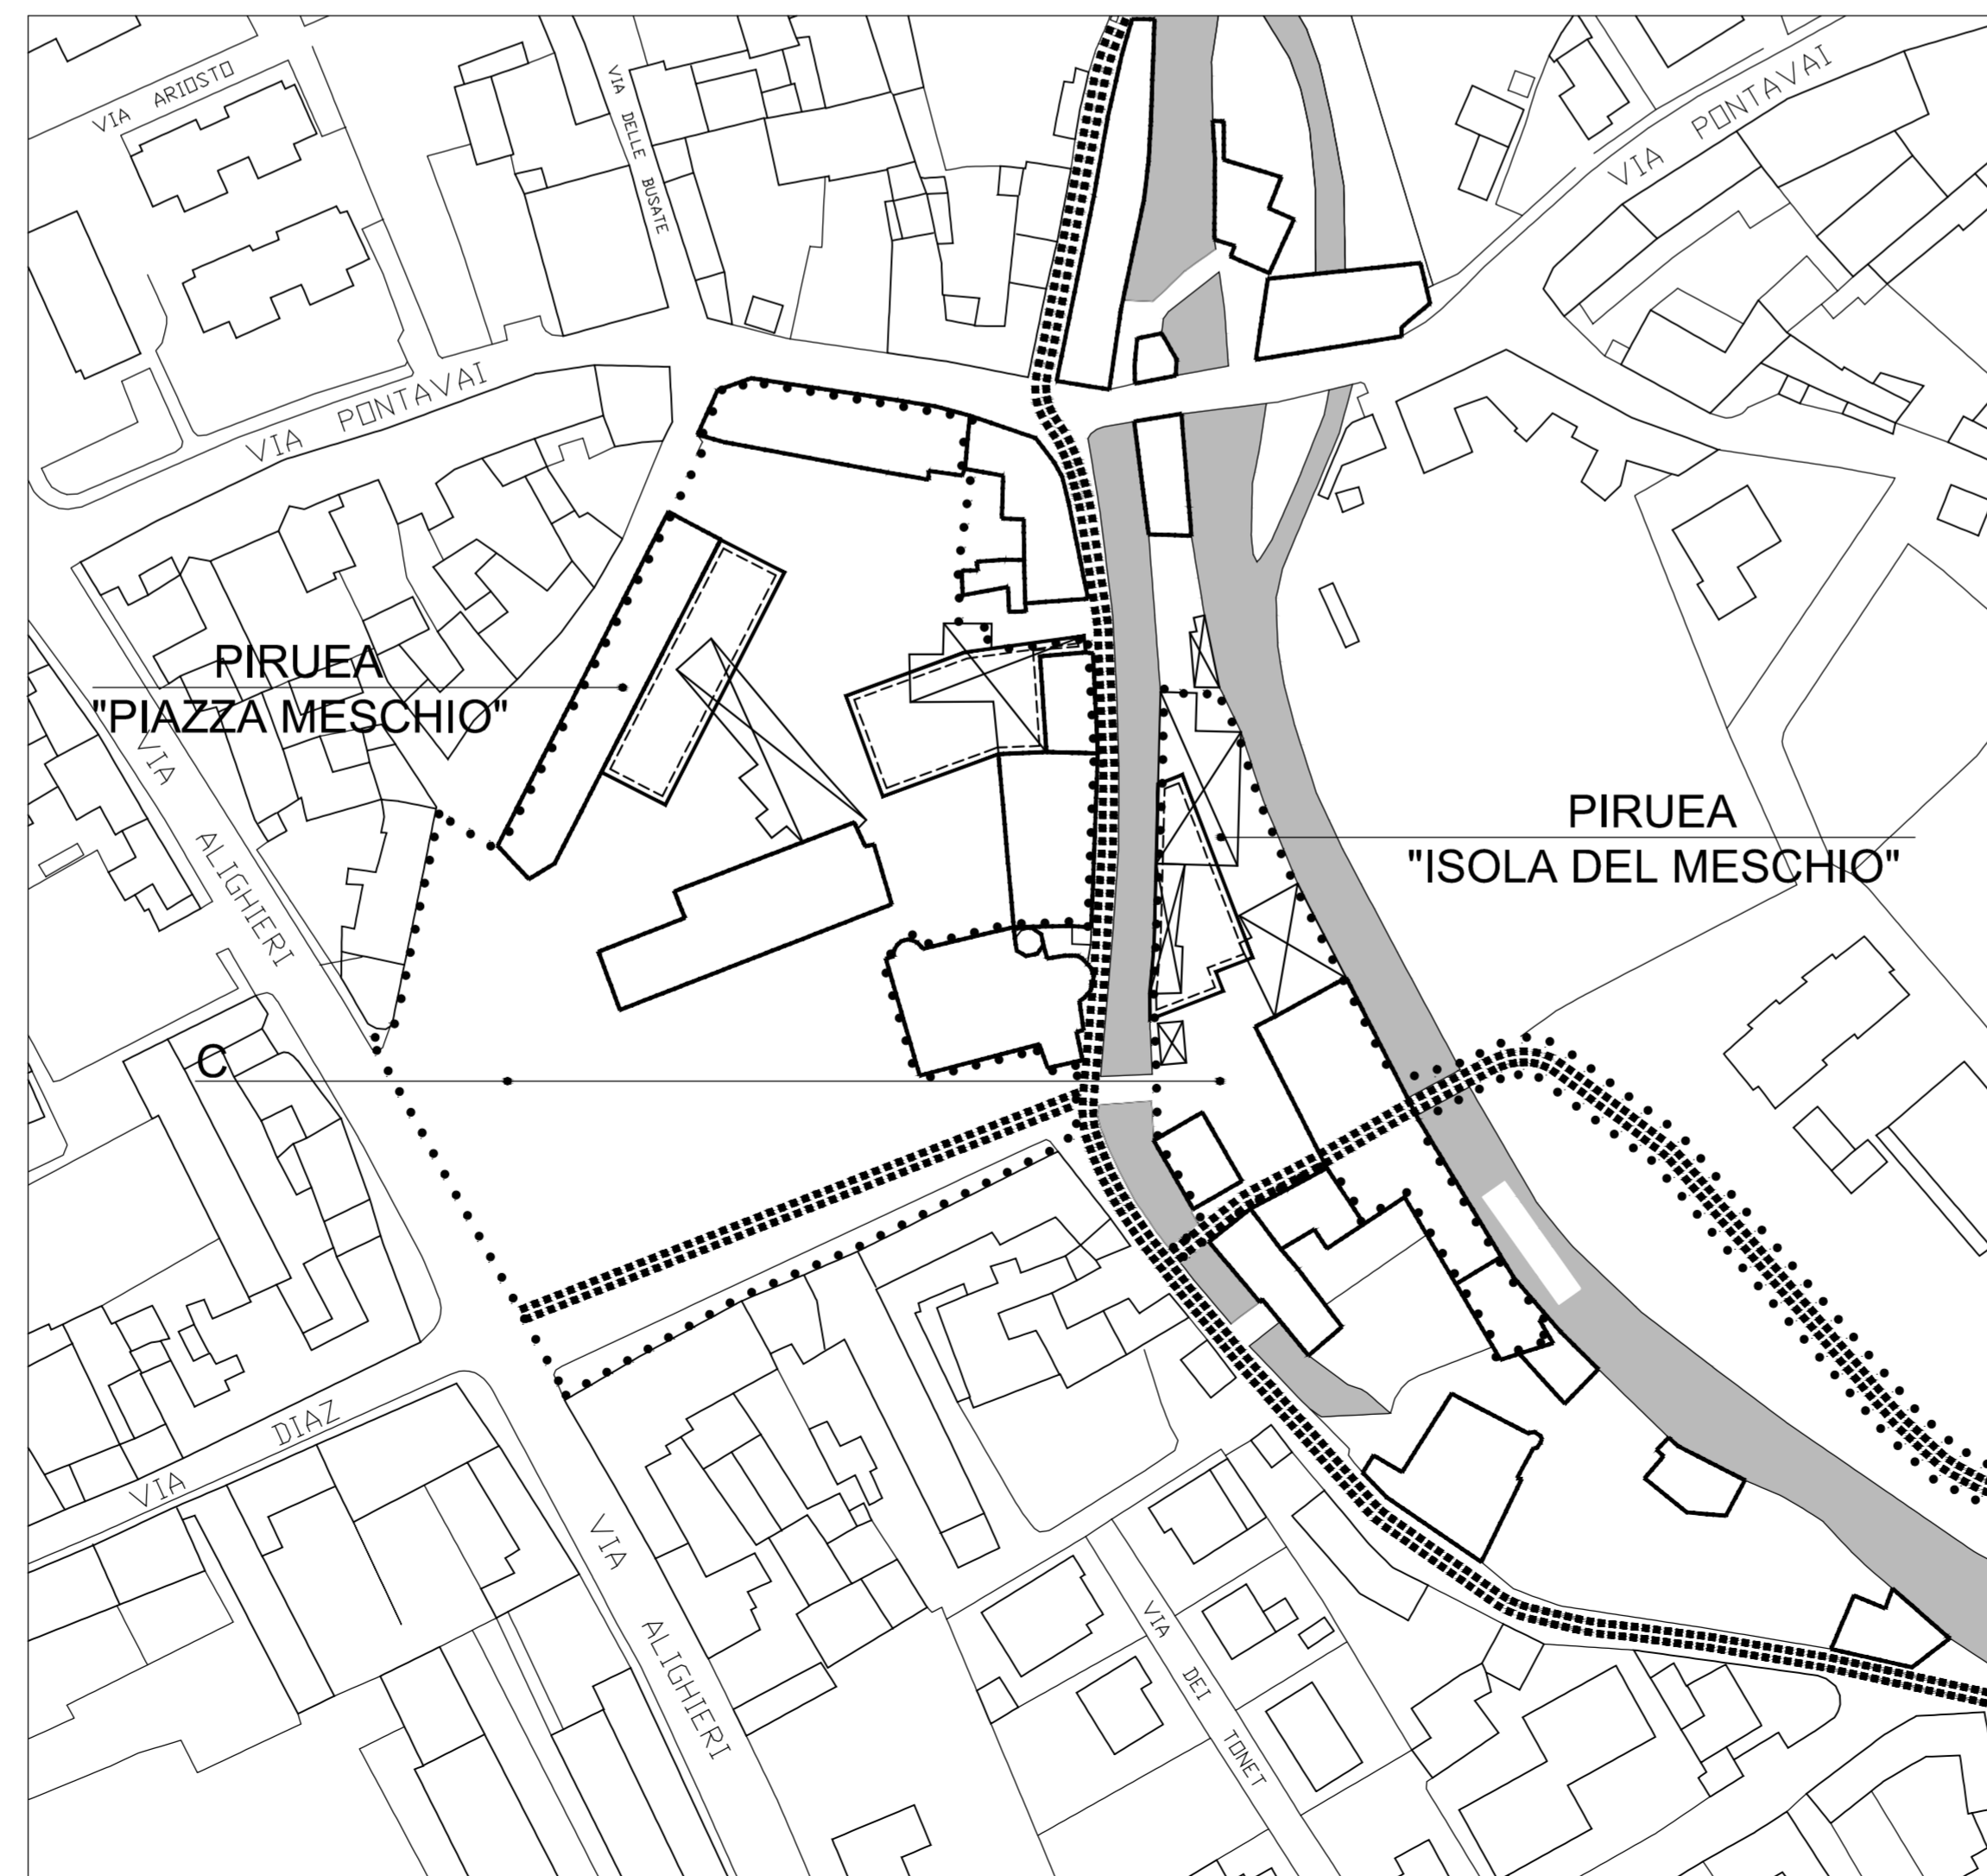 VIA ARIOSTO
VIA DELLE BUSATE
VIA PONTAVAI
VIA PONTAVAI
PIRUEA
"PIAZZA MESCHIO"
VIA ALIGHIERI
PIRUEA
"ISOLA DEL MESCHIO"
C
VIA DIAZ
VIA ALIGHIERI
VIA DEI TONET